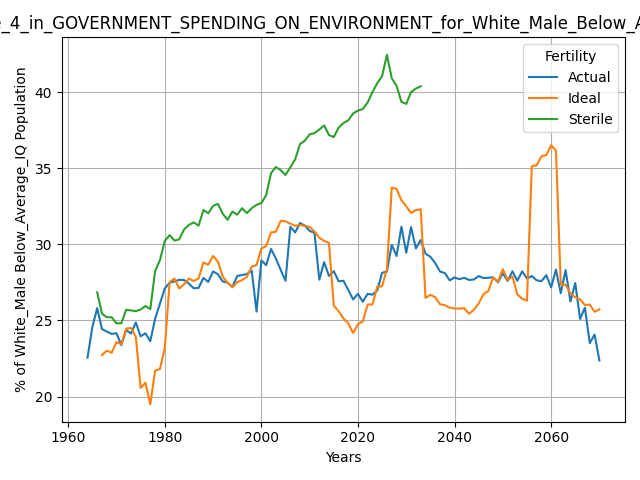 _4_in_GOVERNMENT_SPENDING_ON_ENVIRONMENT_for_White_Male_Below_A
% of White_Male Below_Average_IQ Population
40
35
30
25
20
Fertility
Actual
Ideal
Sterile
1960
1980
2000
2020
2040
2060
Years